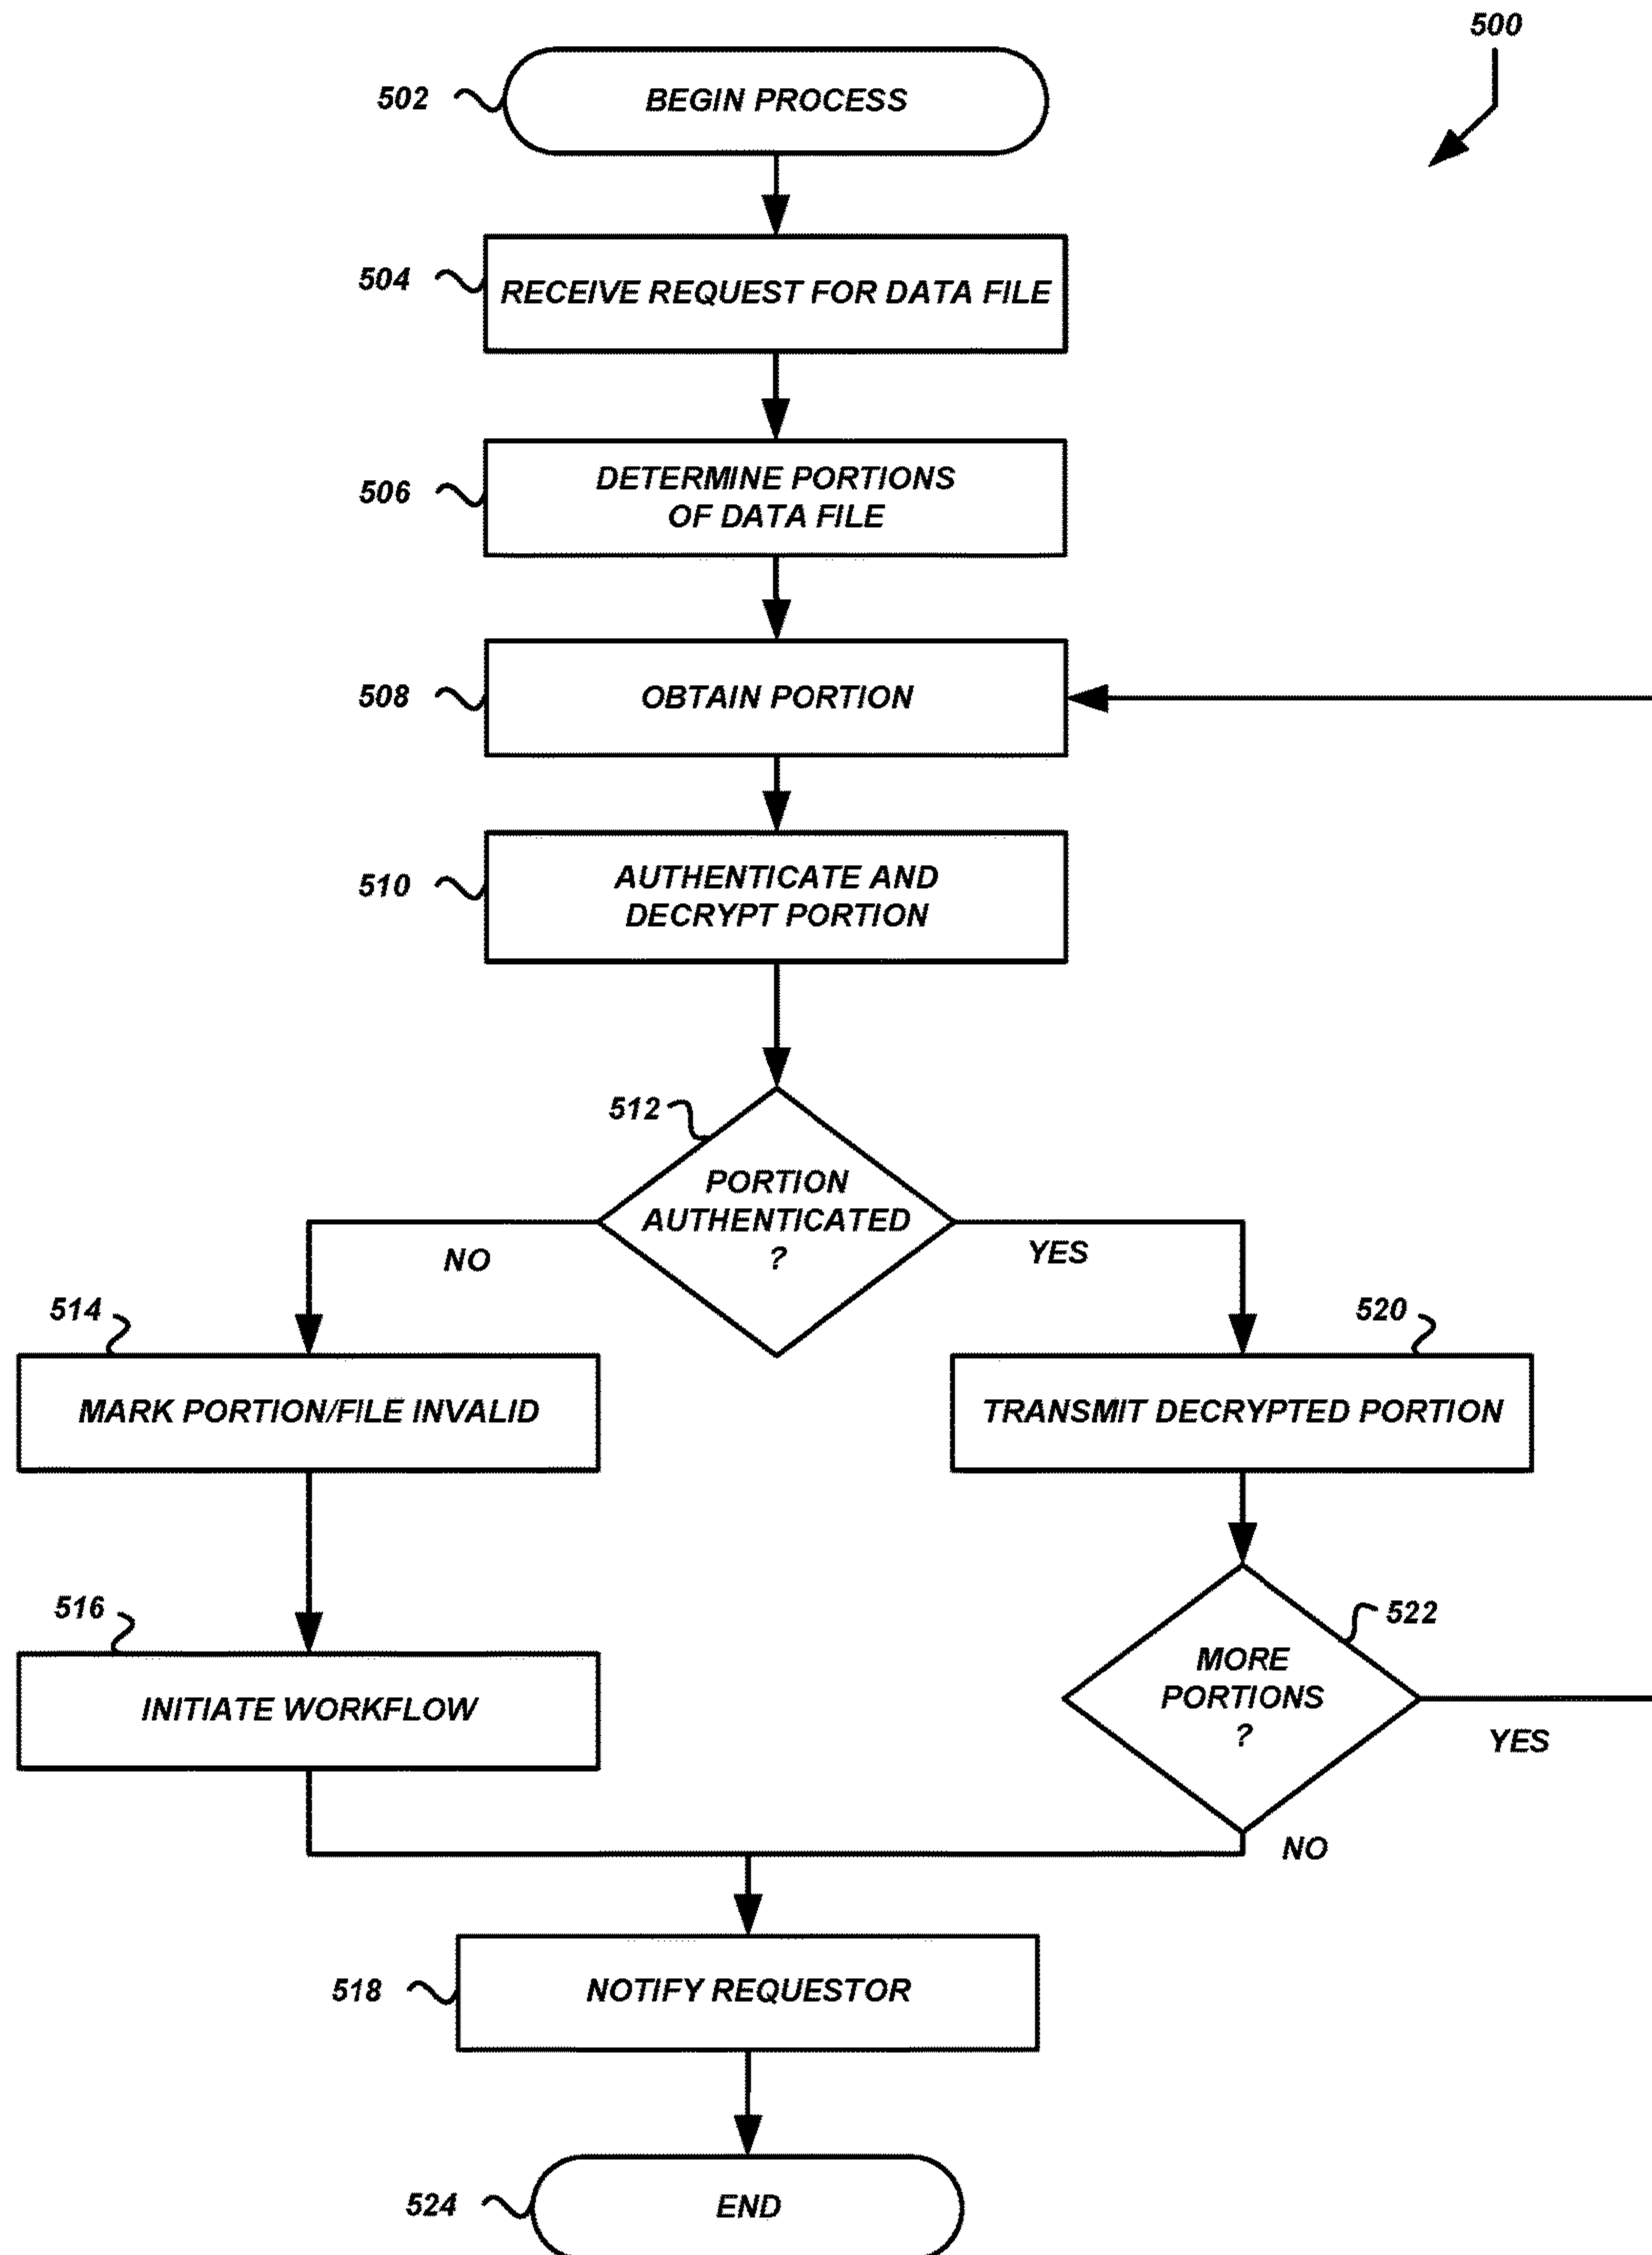 500
502
BEGIN PROCESS
504
RECEIVE REQUEST FOR DATA FILE
506
DETERMINE PORTIONS
OF DATA FILE
508
OBTAIN PORTION
510
AUTHENTICATE AND
DECRYPT PORTION
512
PORTION
AUTHENTICATED
?
NO
YES
514
MARK PORTION/FILE INVALID
520
TRANSMIT DECRYPTED PORTION
516
INITIATE WORKFLOW
522
MORE
PORTIONS
?
YES
NO
518
NOTIFY REQUESTOR
524
END